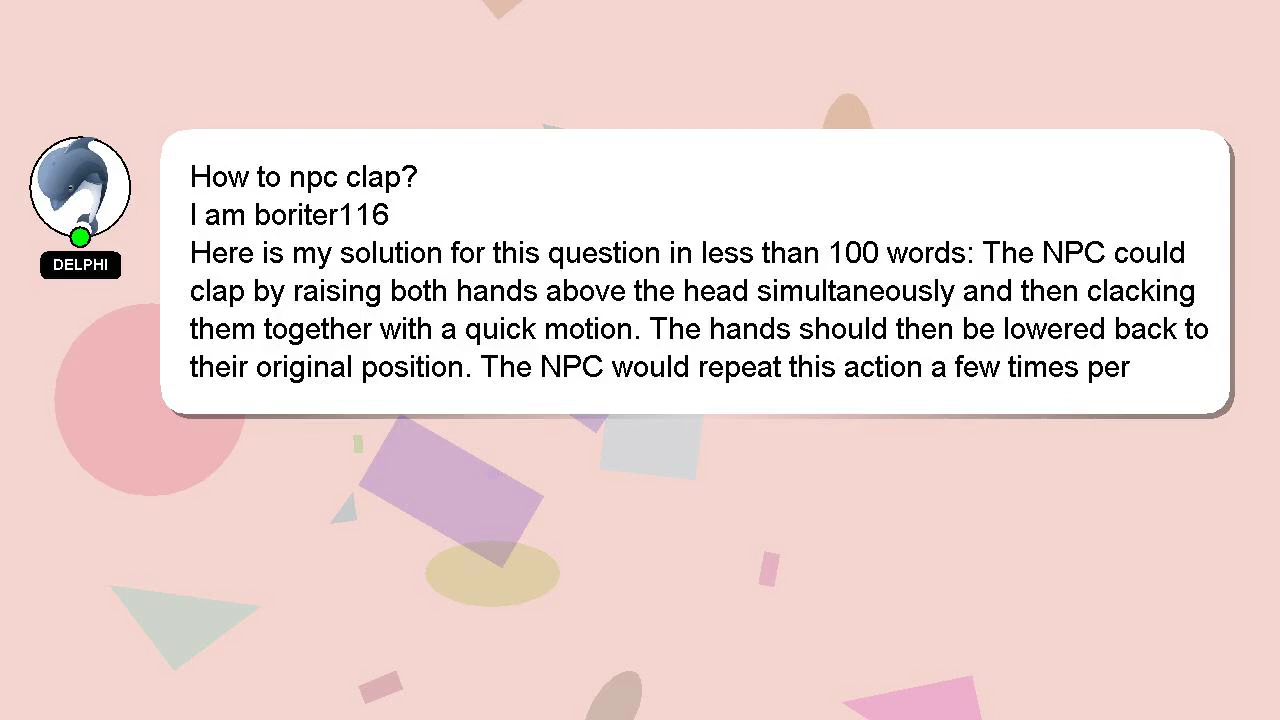 How to npc clap?
I am boriter116
Here is my solution for this question in less than 100 words: The NPC could
clap by raising both hands above the head simultaneously and then clacking
them together with a quick motion. The hands should then be lowered back to
their original position. The NPC would repeat this action a few times per
DELPHI